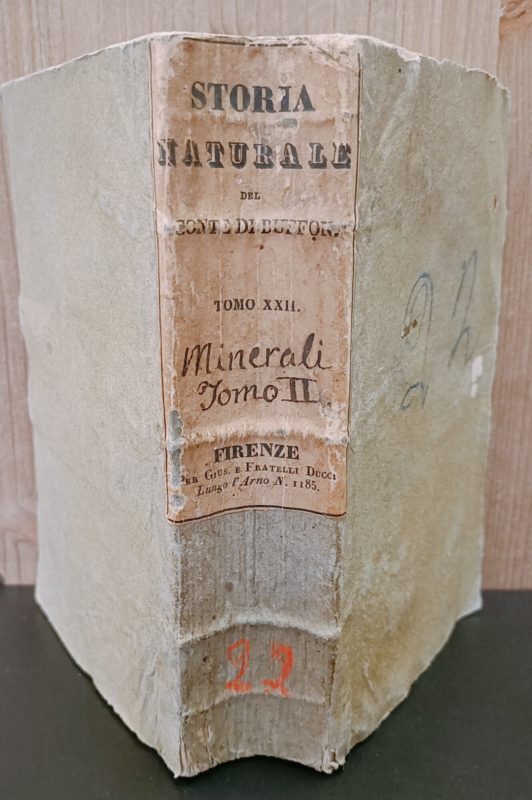 STORIA
NATURALE
DEL
CONTE DI BUFFON.
TOMO XXII.
Minerali
Tomo II
FIRENZE
PER GIUS. E FRATELLI DUCCI
Lungo l'Arno N. 1185.
22
22